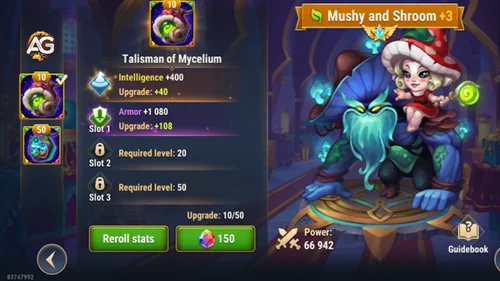 10
Mushy and Shroom +3
AG
Talisman of Mycelium
10
Intelligence +400
Upgrade: +40
Armor +1 080
Upgrade: +108
Slot 1
50
Required level: 20
Slot 2
Required level: 50
Slot 3
Upgrade: 10/50
Reroll stats
150
Power:
66 942
Guidebook
83747992